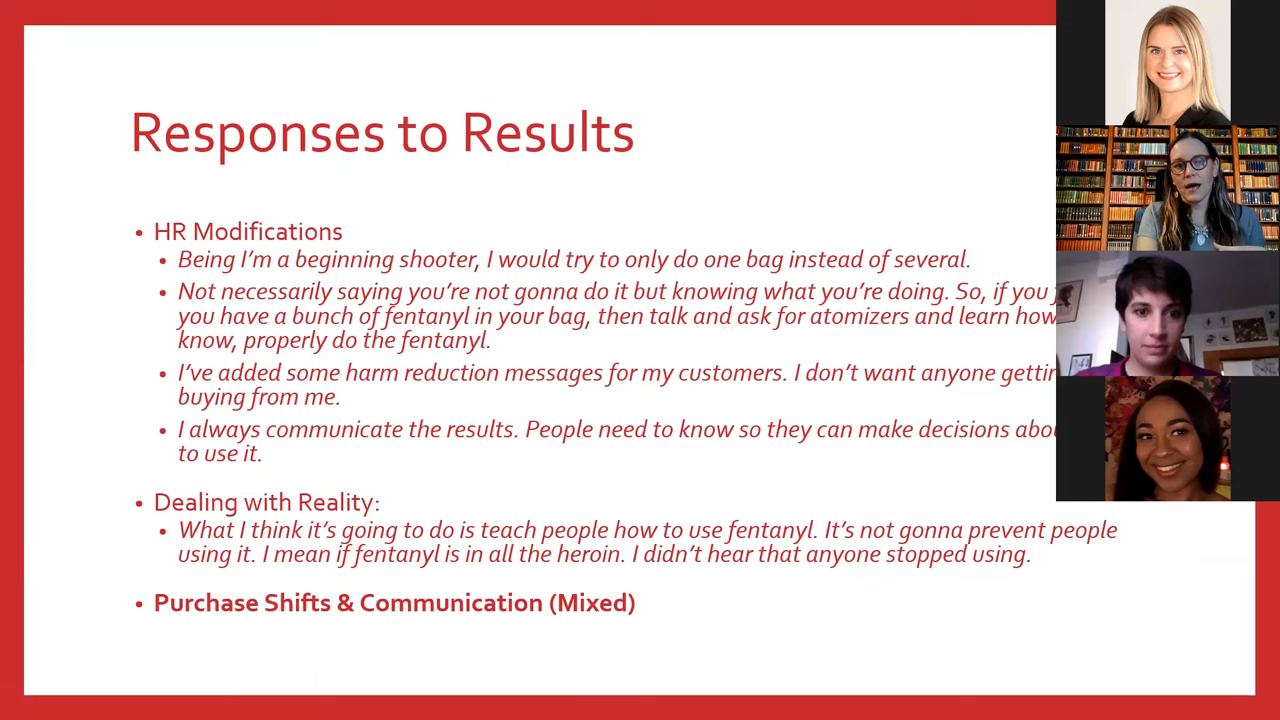 Responses to Results
• HR Modifications
• Being I’m a beginning shooter, I would try to only do one bag instead of several.
• Not necessarily saying you’re not gonna do it but knowing what you’re doing. So, if you
you have a bunch of fentanyl in your bag, then talk and ask for atomizers and learn how
know, properly do the fentanyl.
• I’ve added some harm reduction messages for my customers. I don’t want anyone
buying from me.
• I always communicate the results. People need to know so they can make decisions
to use it.
• Dealing with Reality:
• What I think it’s going to do is teach people how to use fentanyl. It’s not gonna prevent people
using it. I mean if fentanyl is in all the heroin. I didn’t hear that anyone stopped using.
• Purchase Shifts & Communication (Mixed)